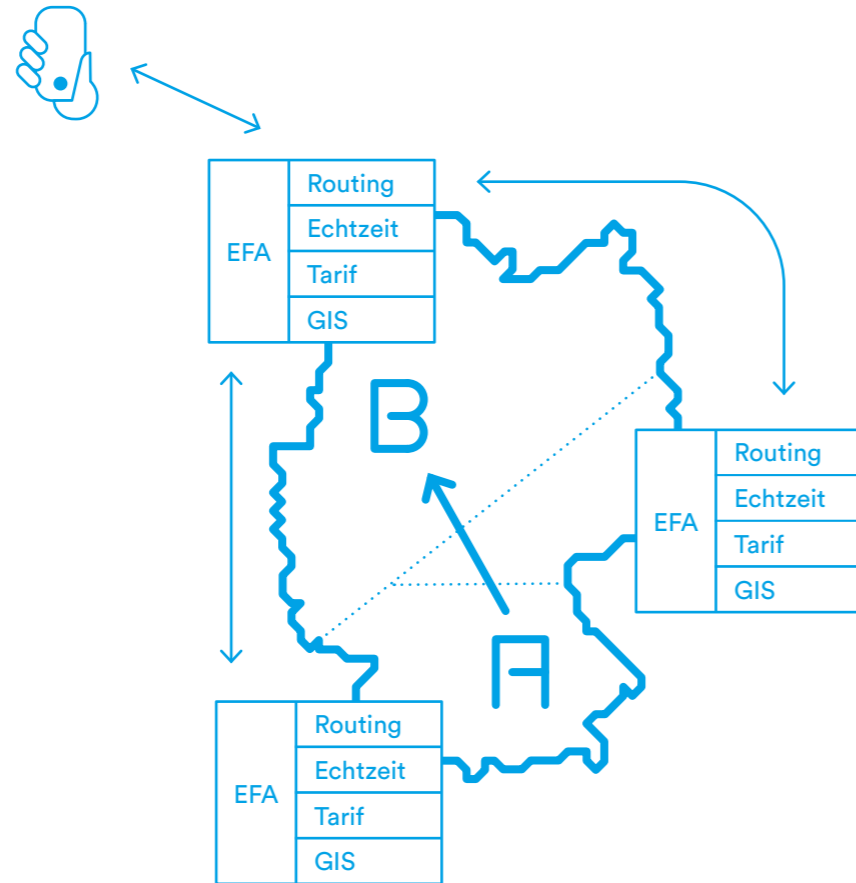 EFA
Routing
Echtzeit
Tarif
GIS
B
EFA
Routing
Echtzeit
Tarif
GIS
A
EFA
Routing
Echtzeit
Tarif
GIS